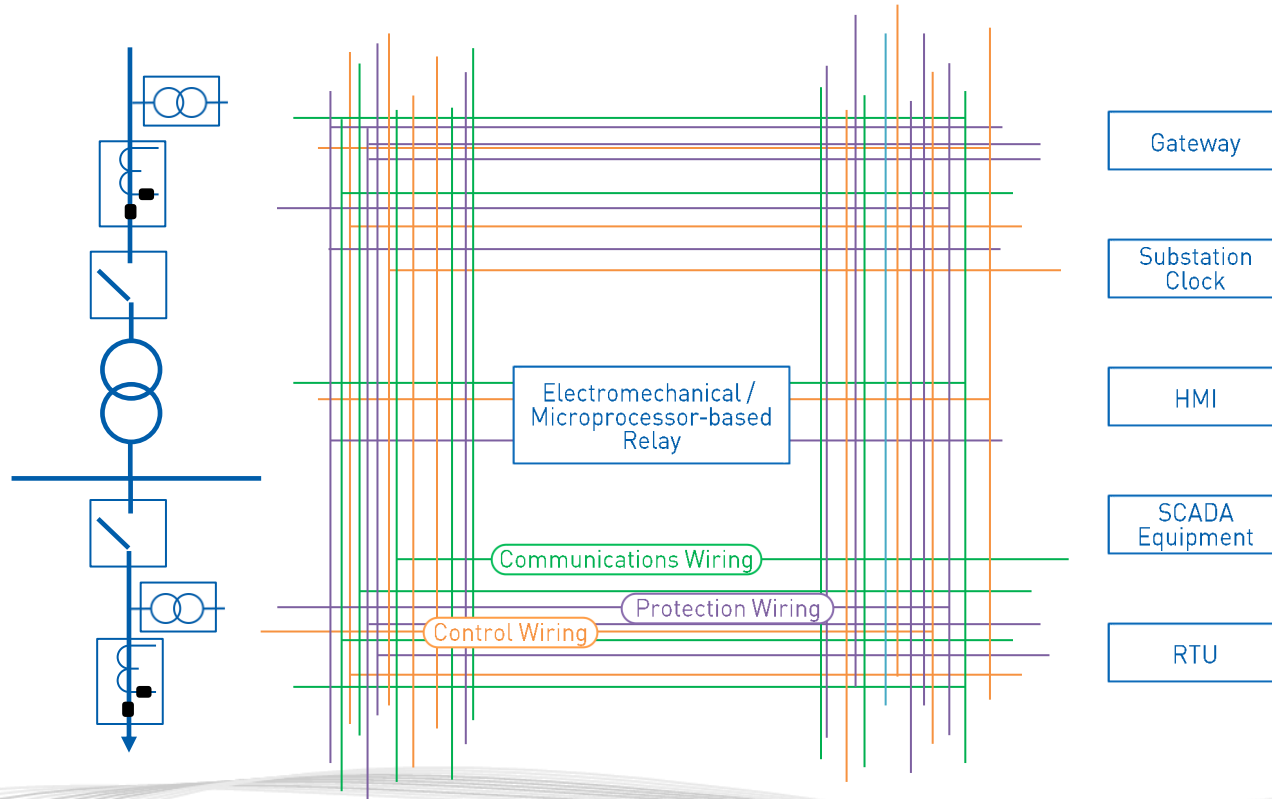 Gateway
Substation
Clock
Electromechanical /
Microprocessor-based
Relay
HMI
SCADA
Equipment
Communications Wiring
Protection Wiring
Control Wiring
RTU